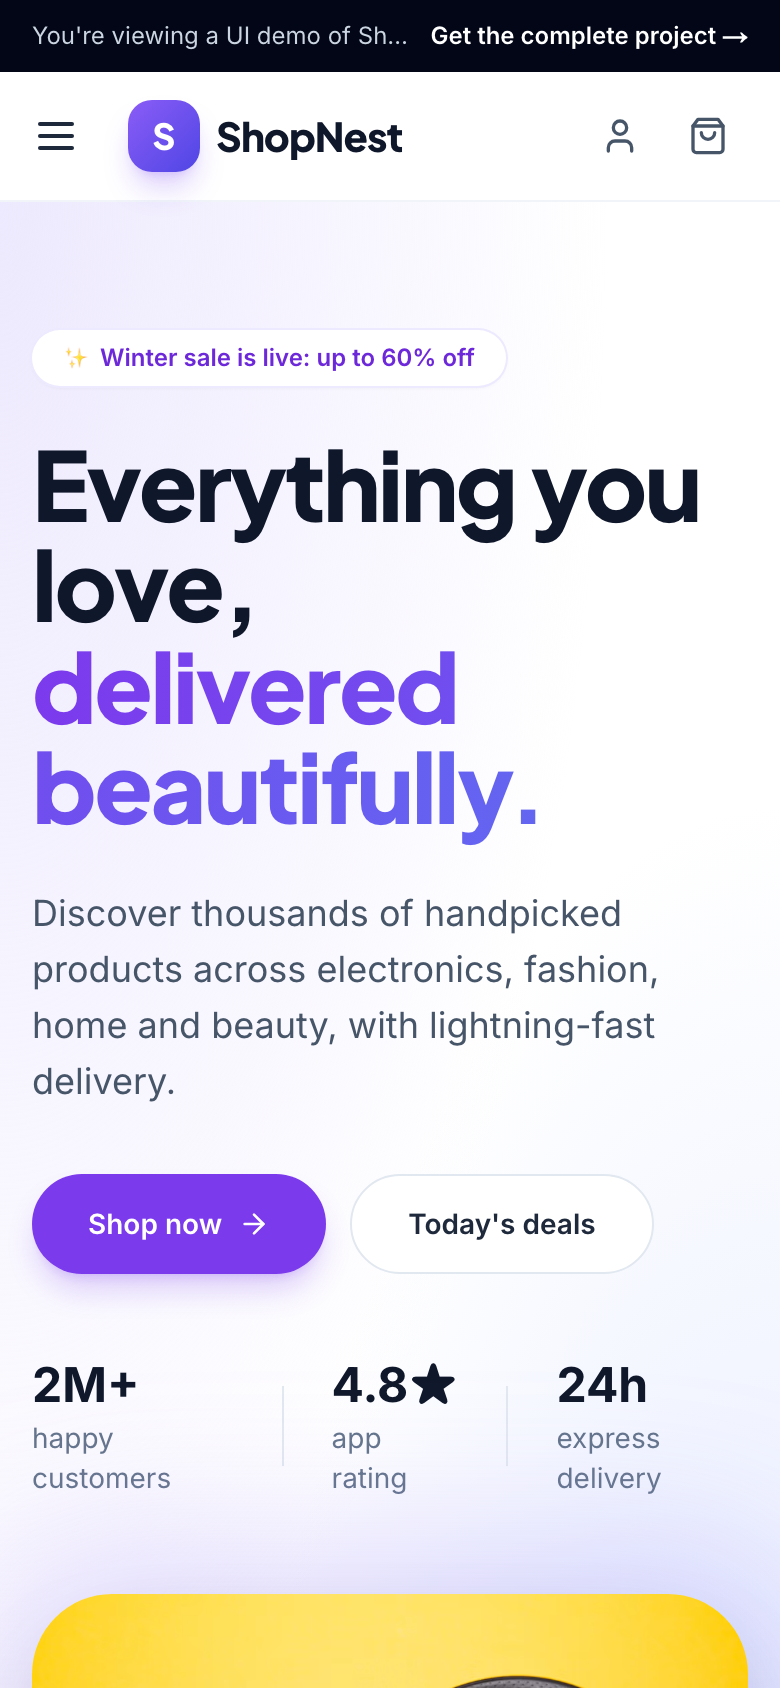 You're viewing a UI demo of Sh... Get the complete project →
S ShopNest
✨ Winter sale is live: up to 60% off
Everything you
love,
delivered
beautifully.
Discover thousands of handpicked
products across electronics, fashion,
home and beauty, with lightning-fast
delivery.
Shop now →
Today's deals
2M+
happy
customers
4.8★
app
rating
24h
express
delivery